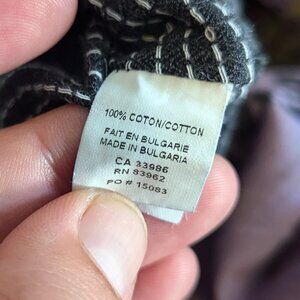 100% COTON/COTTON
FAIT EN BULGARIE
MADE IN BULGARIA
CA 33986
RN 83962
PO # 15083